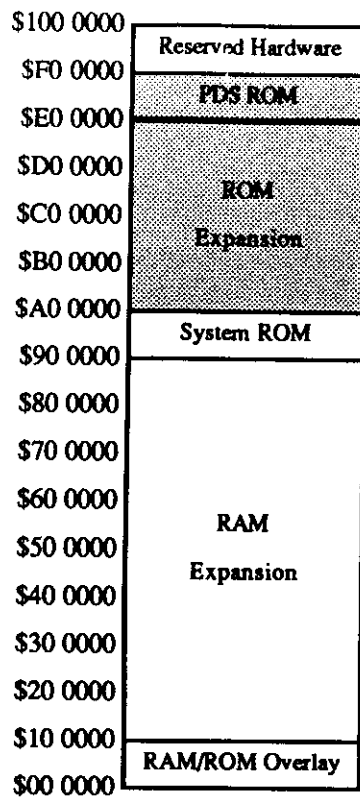 $100 0000
Reserved Hardware
$F0 0000
PDS ROM
$E0 0000
$D0 0000
ROM
$C0 0000
Expansion
$B0 0000
$A0 0000
System ROM
$90 0000
$80 0000
$70 0000
$60 0000
RAM
$50 0000
Expansion
$40 0000
$30 0000
$20 0000
$10 0000
RAM/ROM Overlay
$00 0000